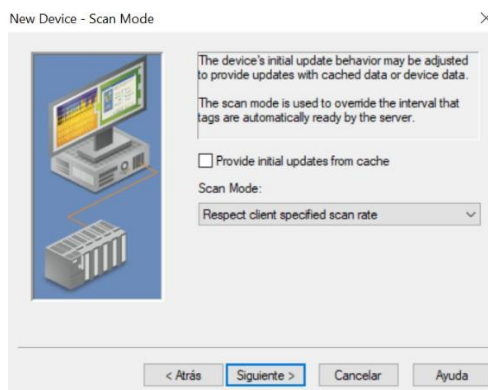 New Device - Scan Mode
The device's initial update behavior may be adjusted
to provide updates with cached data or device data.
The scan mode is used to override the interval that
tags are automatically ready by the server.
Provide initial updates from cache
Scan Mode:
Respect client specified scan rate
< Atrás
Siguiente >
Cancelar
Ayuda